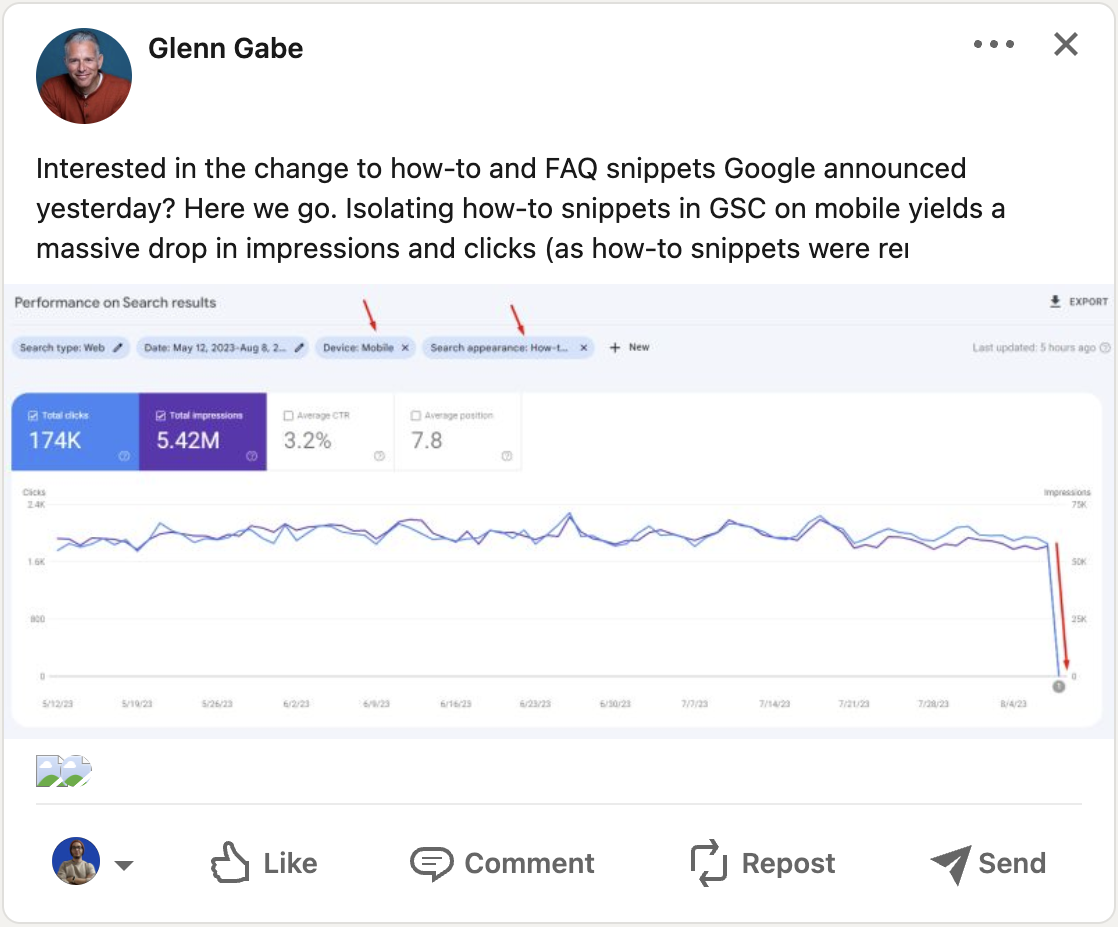 Glenn Gabe
Interested in the change to how-to and FAQ snippets Google announced
yesterday? Here we go. Isolating how-to snippets in GSC on mobile yields a
massive drop in impressions and clicks (as how-to snippets were rei
Performance on Search results
EXPORT
Search type: Web
Date: May 12, 2023-Aug 8, 2...
Device: Mobile
Search appearance: How-t...
New
Last updated: 5 hours ago
Total clicks
174K
Total impressions
5.42M
Average CTR
3.2%
Average position
7.8
Clicks
Impressions
2.4K
75K
1.6K
50K
800
25K
0
0
5/12/23 5/19/23 5/26/23 6/2/23 6/9/23 6/16/23 6/23/23 6/30/23 7/7/23 7/14/23 7/21/23 7/28/23 8/4/23
Like
Comment
Repost
Send